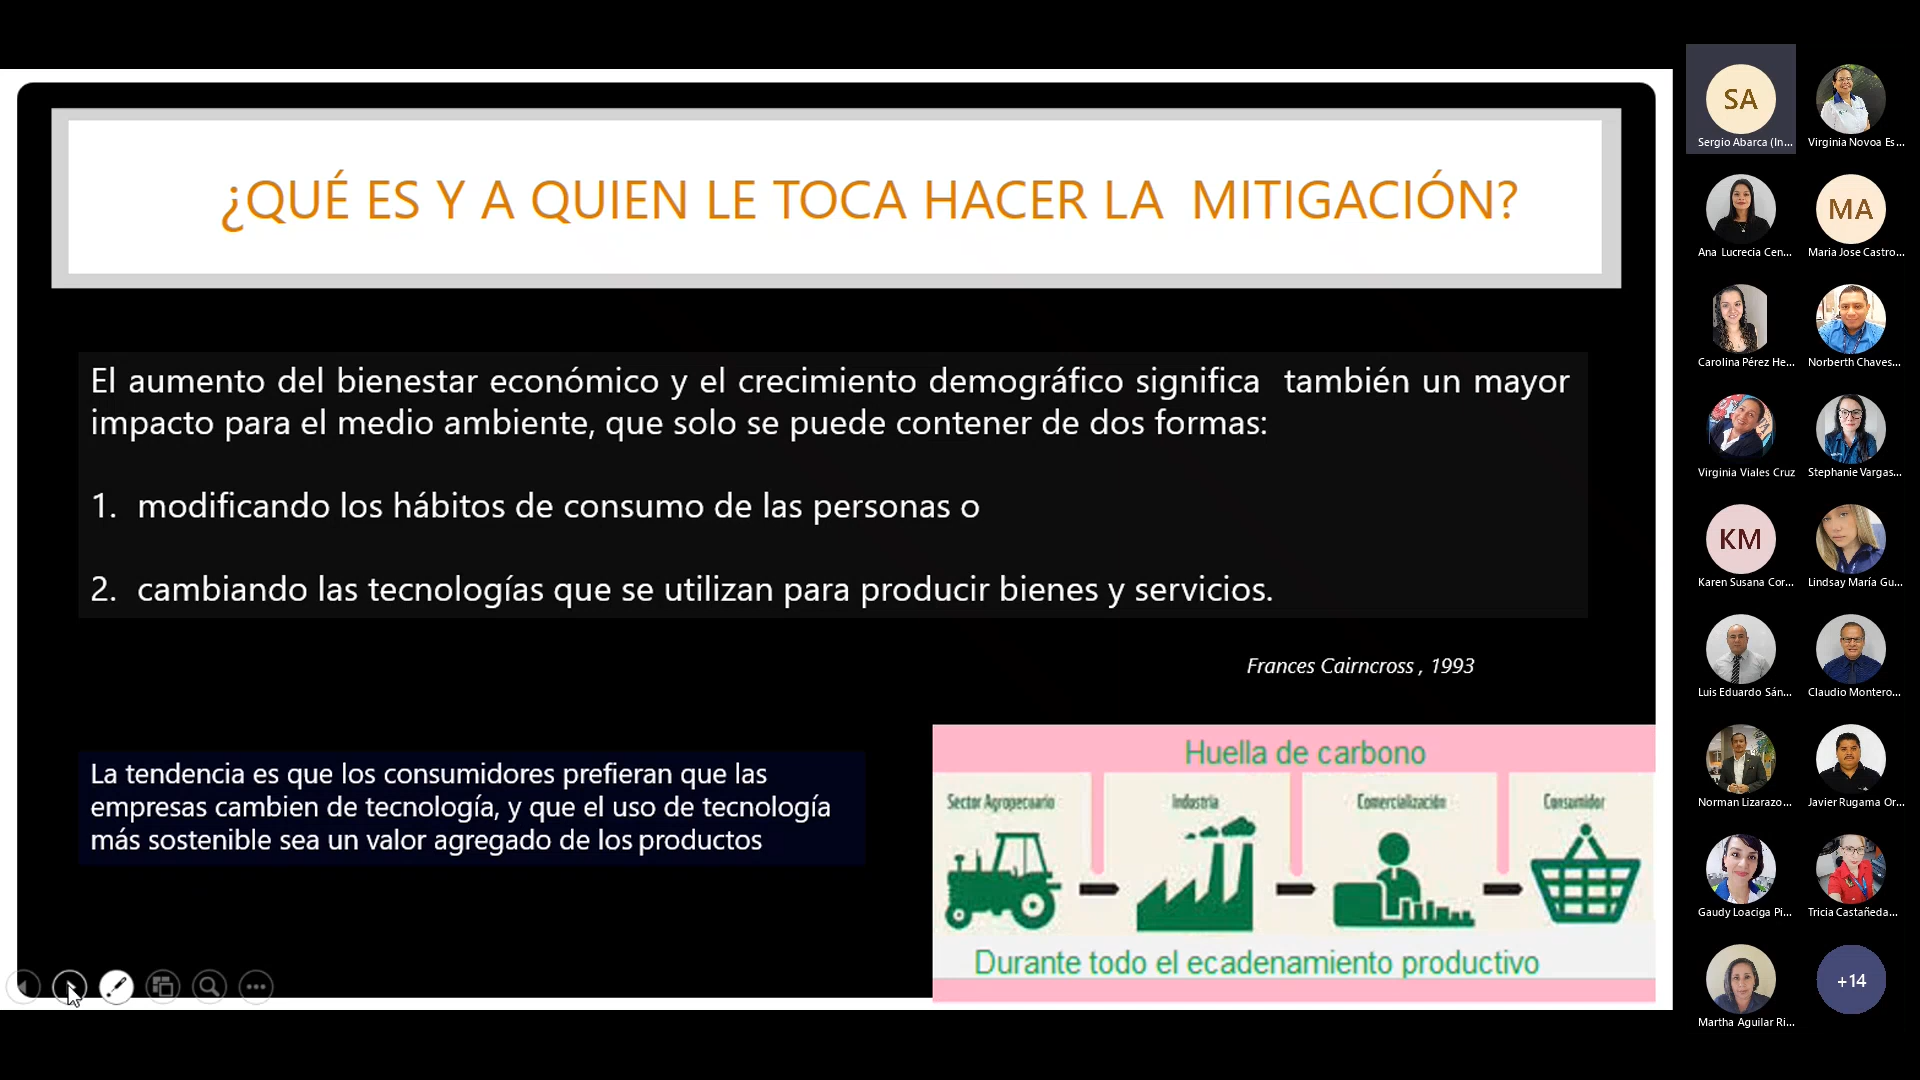 ¿QUÉ ES Y A QUIEN LE TOCA HACER LA MITIGACIÓN?
El aumento del bienestar económico y el crecimiento demográfico significa también un mayor
impacto para el medio ambiente, que solo se puede contener de dos formas:
1. modificando los hábitos de consumo de las personas o
2. cambiando las tecnologías que se utilizan para producir bienes y servicios.
Frances Cairncross , 1993
La tendencia es que los consumidores prefieran que las
empresas cambien de tecnología, y que el uso de tecnología
más sostenible sea un valor agregado de los productos
Huella de carbono
Sector Agropecuario
Industria
Comercialización
Consumidor
Durante todo el ecadenamiento productivo
SA
Sergio Abarca (In...
Virginia Novoa Es...
Ana Lucrecia Cen...
MA
Maria Jose Castro...
Carolina Pérez He...
Norberth Chaves...
Virginia Viales Cruz
Stephanie Vargas...
KM
Karen Susana Cor...
Lindsay María Gu...
Luis Eduardo Sán...
Claudio Montero...
Norman Lizarazo...
Javier Rugama Or...
Gaudy Loaciga Pi...
Tricia Castañeda...
Martha Aguilar Ri...
+14